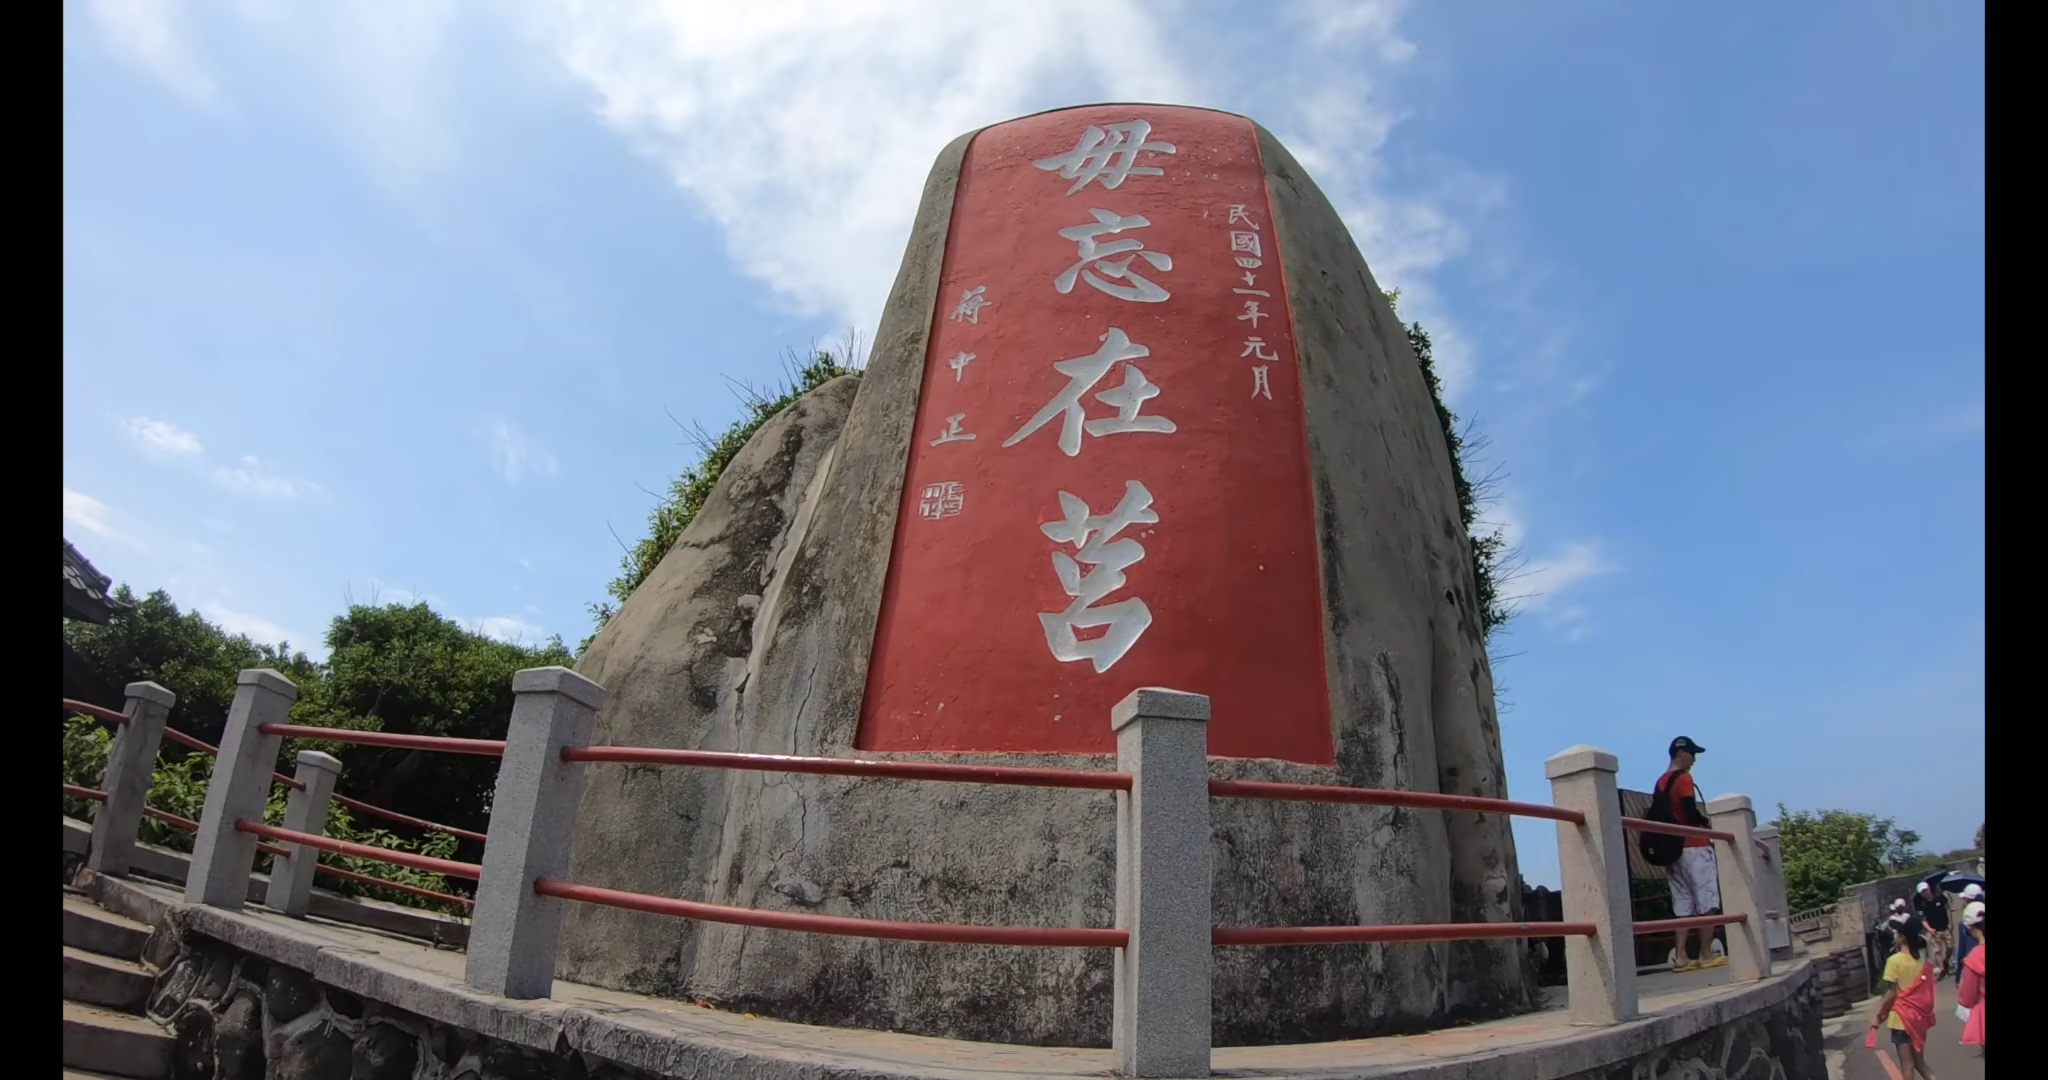 民國四十一年元月
毋忘在莒
蔣中正